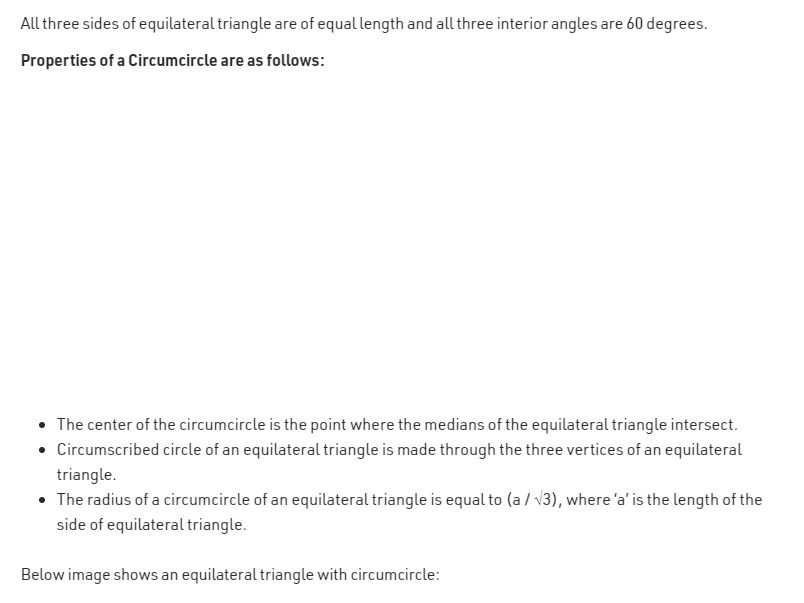 All three sides of equilateral triangle are of equal length and all three interior angles are 60 degrees.
Properties of a Circumcircle are as follows:
• The center of the circumcircle is the point where the medians of the equilateral triangle intersect.
• Circumscribed circle of an equilateral triangle is made through the three vertices of an equilateral
triangle.
• The radius of a circumcircle of an equilateral triangle is equal to (a / √3), where ‘a’ is the length of the
side of equilateral triangle.
Below image shows an equilateral triangle with circumcircle: